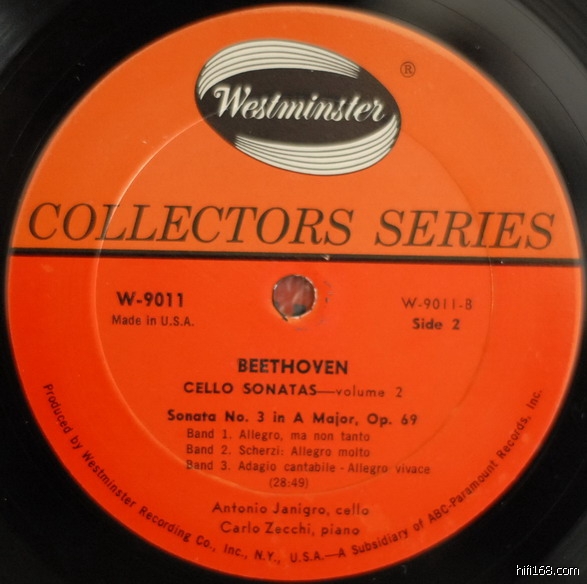 Westminster
®
COLLECTORS SERIES
W-9011
Made in U.S.A.
W-9011-B
Side 2
BEETHOVEN
CELLO SONATAS—volume 2
Sonata No. 3 in A Major, Op. 69
Band 1. Allegro, ma non tanto
Band 2. Scherzi: Allegro molto
Band 3. Adagio cantabile - Allegro vivace
(28:49)
Antonio Janigro, cello
Carlo Zecchi, piano
Produced by Westminster Recording Co., Inc., N.Y., U.S.A.—A Subsidiary of ABC-Paramount Records, Inc.
hifi168.com